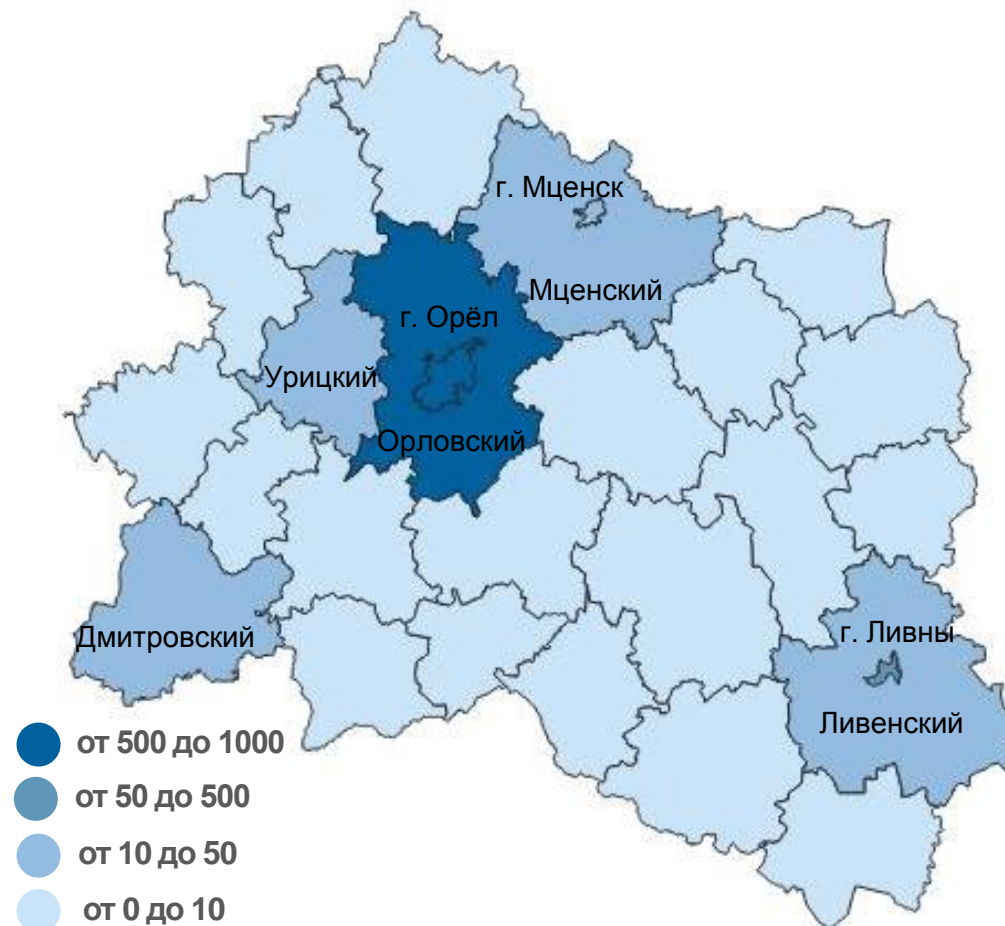 г. Мценск
Мценский
г. Орёл
Урицкий
Орловский
Дмитровский
г. Ливны
Ливенский
от 500 до 1000
от 50 до 500
от 10 до 50
от 0 до 10